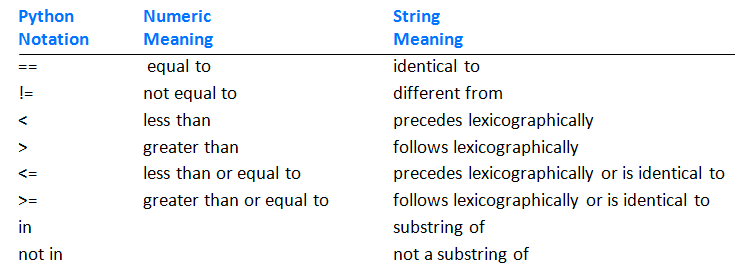 Python Numeric String
Notation Meaning Meaning
== equal to identical to
!= not equal to different from
< less than precedes lexicographically
> greater than follows lexicographically
<= less than or equal to precedes lexicographically or is identical to
>= greater than or equal to follows lexicographically or is identical to
in substring of
not in not a substring of